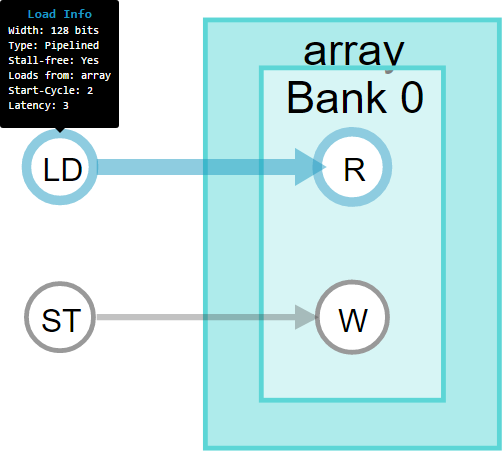 Load Info
Width: 128 bits
Type: Pipelined
Stall-free: Yes
Loads from: array
Start-Cycle: 2
Latency: 3
array
Bank 0
LD
R
ST
W